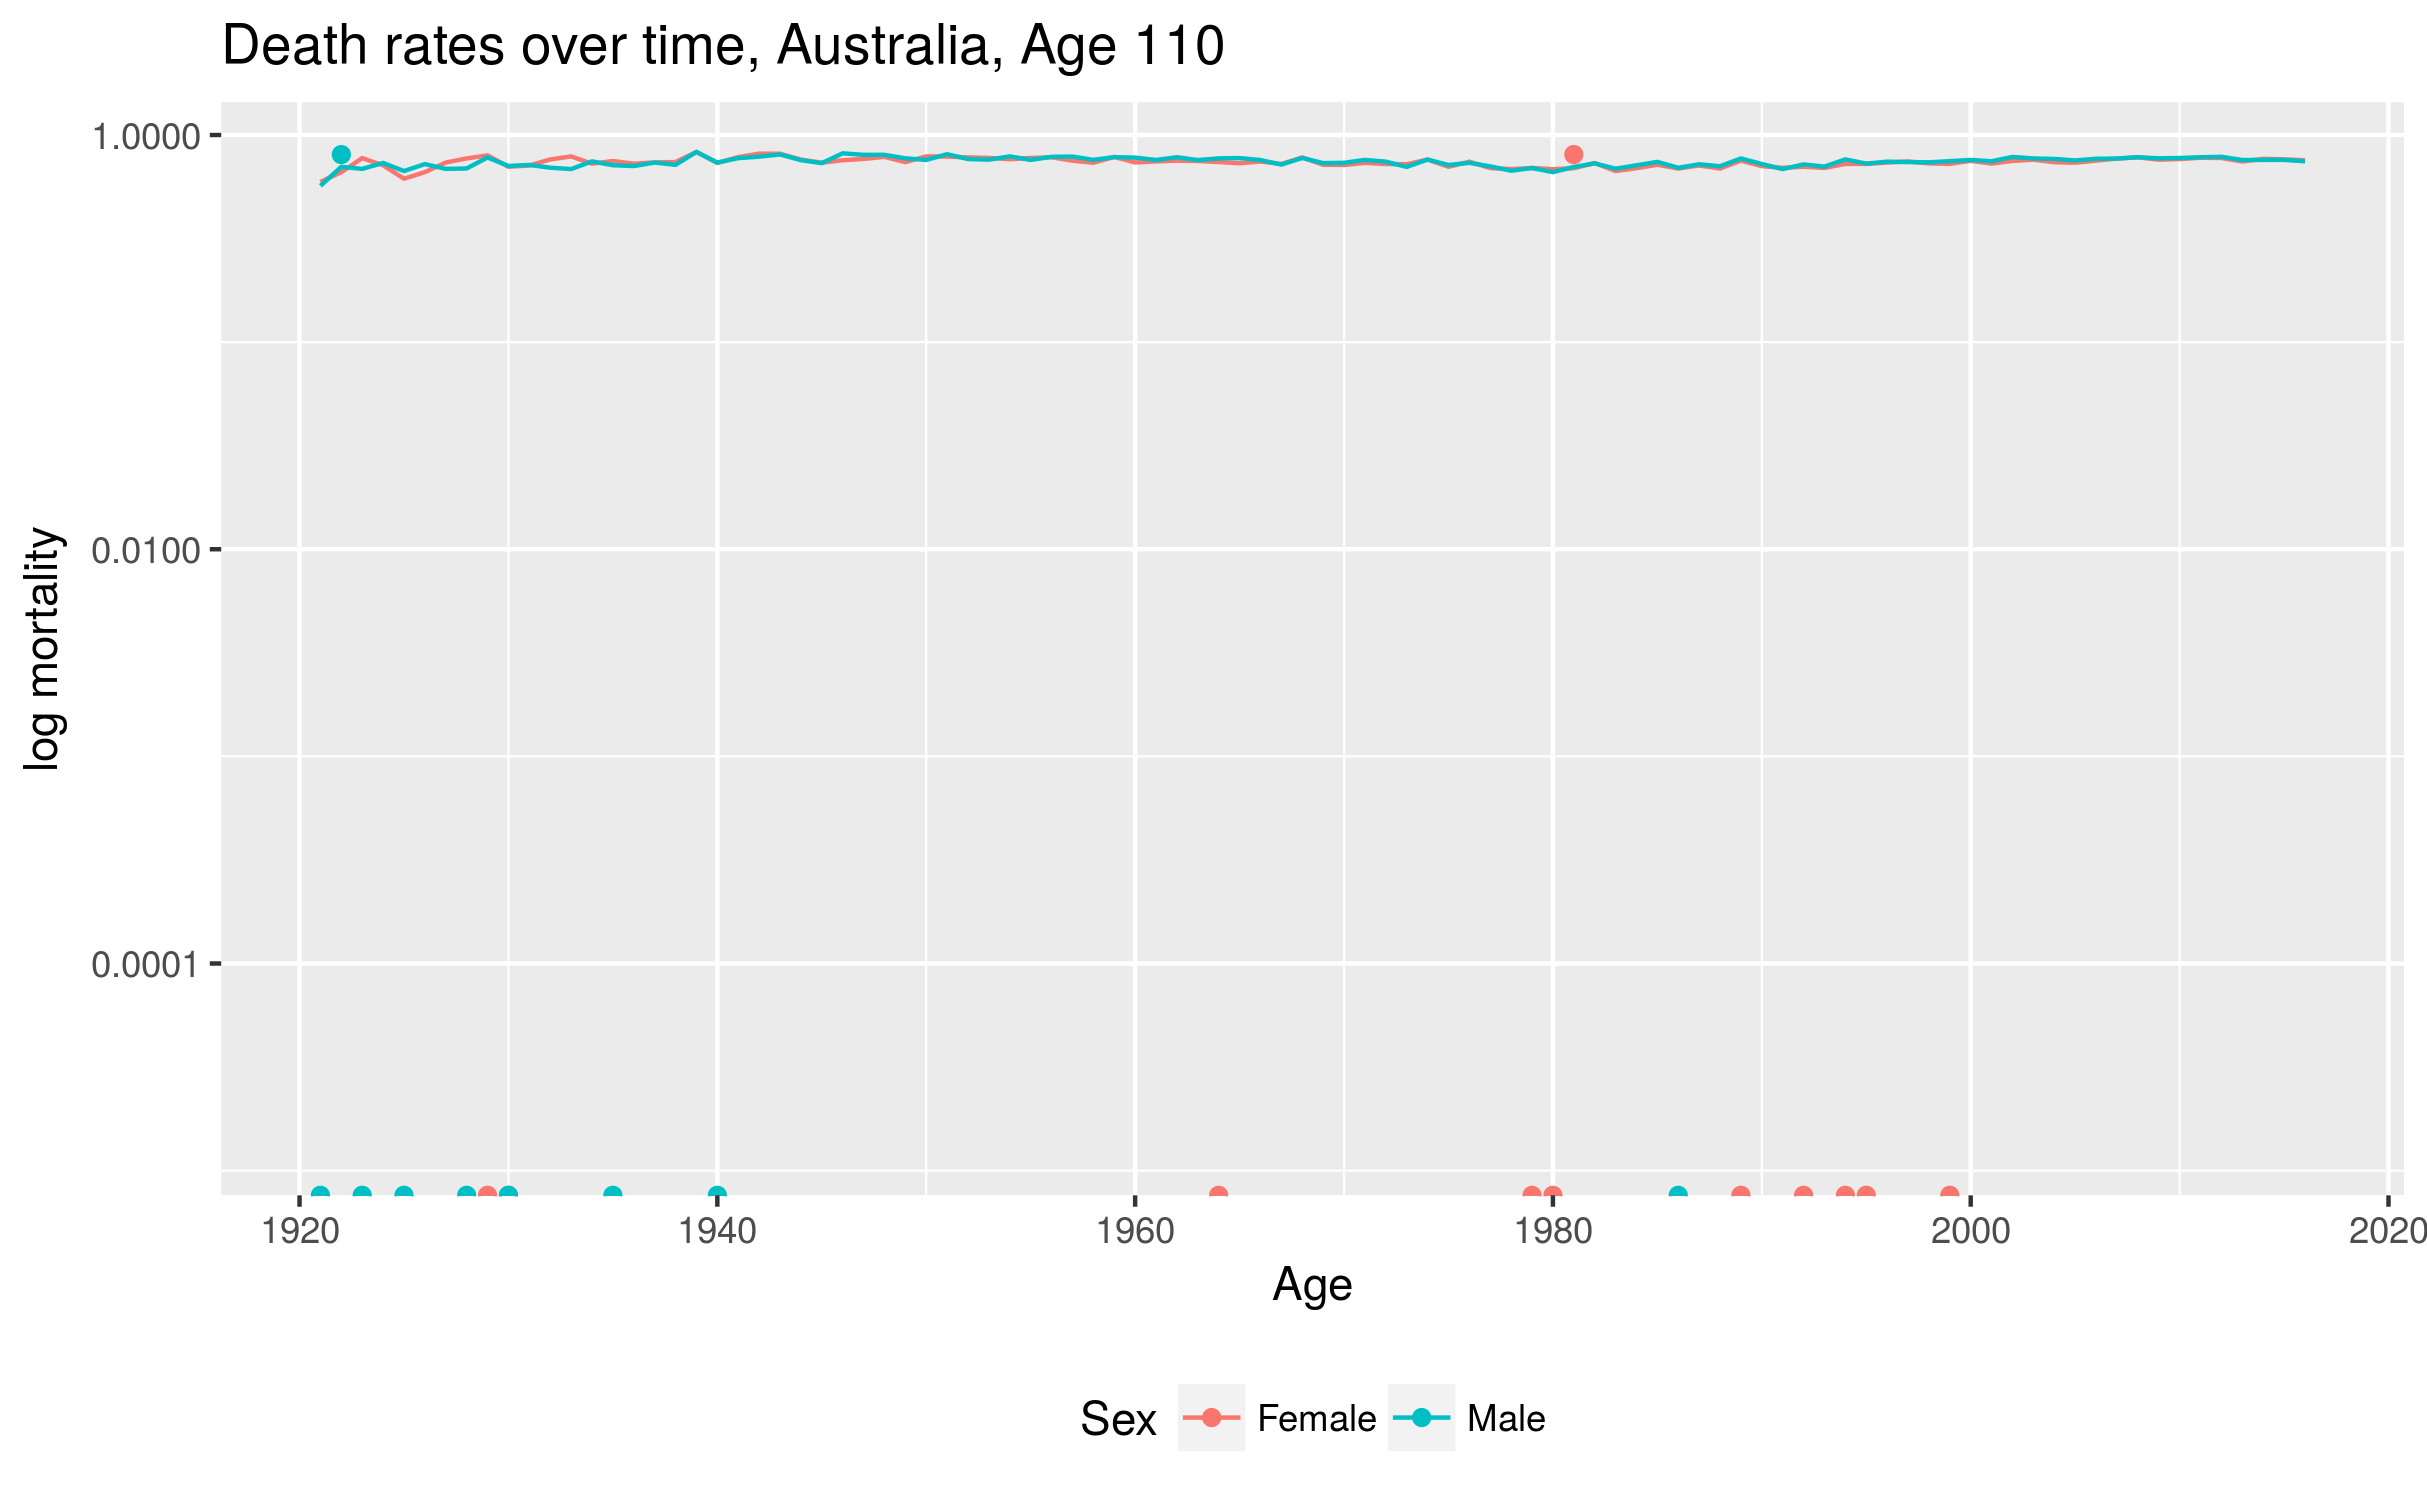 Death rates over time, Australia, Age 110
1.0000
0.0100
0.0001
log mortality
1920 1940 1960 1980 2000 2020
Age
Sex Female Male